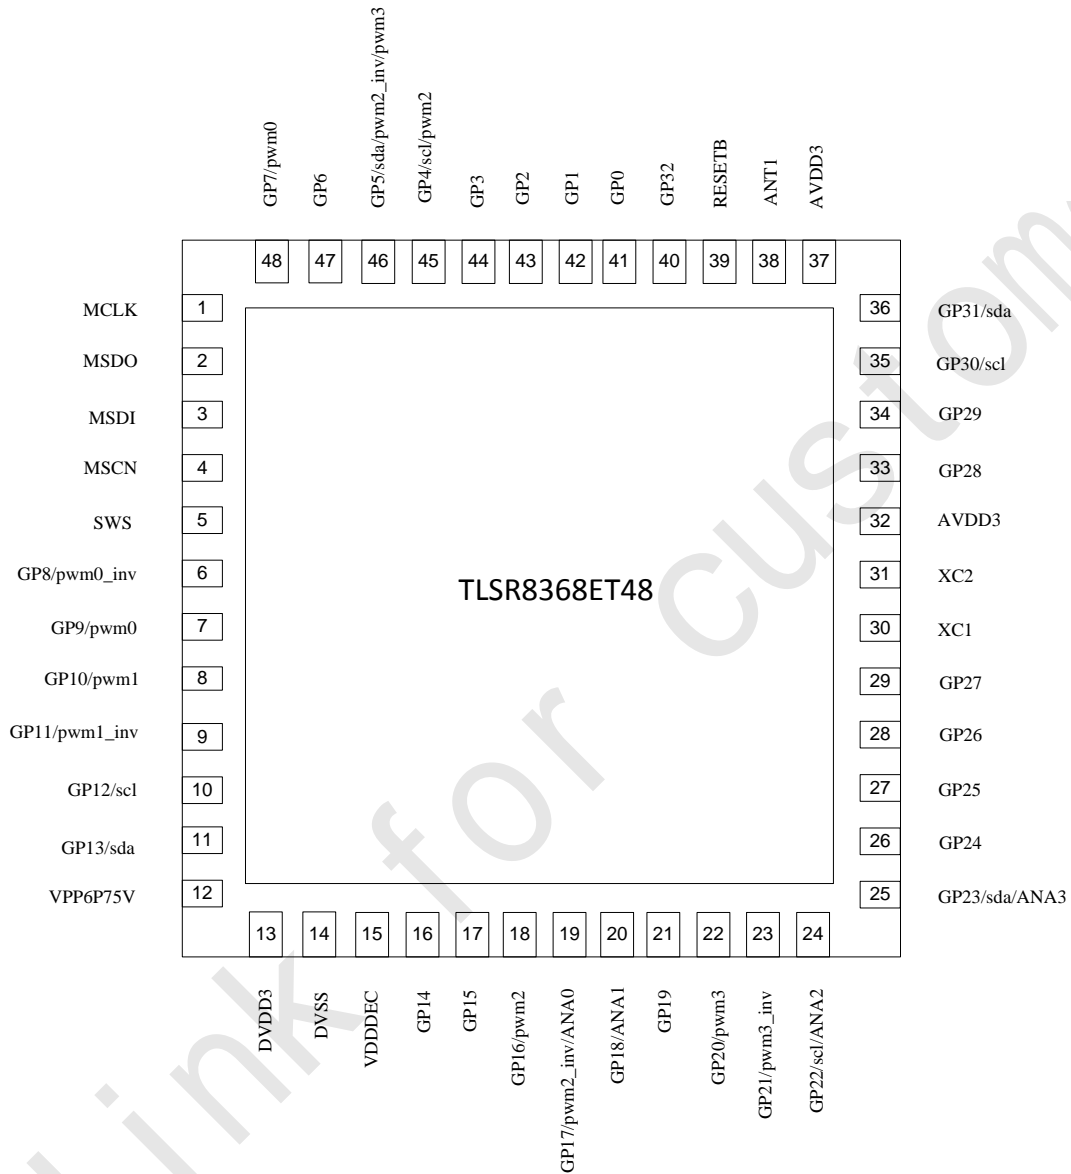 GP7/pwm0
GP6
GP5/sda/pwm2_inv/pwm3
GP4/scl/pwm2
GP3
GP2
GP1
GP0
GP32
RESETB
ANT1
AVDD3
48
47
46
45
44
43
42
41
40
39
38
37
MCLK
1
36
GP31/sda
MSDO
2
35
GP30/scl
MSDI
3
34
GP29
MSCN
4
33
GP28
SWS
5
32
AVDD3
GP8/pwm0_inv
6
31
XC2
TLSR8368ET48
GP9/pwm0
7
30
XC1
GP10/pwm1
8
29
GP27
GP11/pwm1_inv
9
28
GP26
GP12/scl
10
27
GP25
GP13/sda
11
26
GP24
VPP6P75V
12
25
GP23/sda/ANA3
13
14
15
16
17
18
19
20
21
22
23
24
DVDD3
DVSS
VDDDEC
GP14
GP15
GP16/pwm2
GP17/pwm2_inv/ANA0
GP18/ANA1
GP19
GP20/pwm3
GP21/pwm3_inv
GP22/scl/ANA2
ink for custom